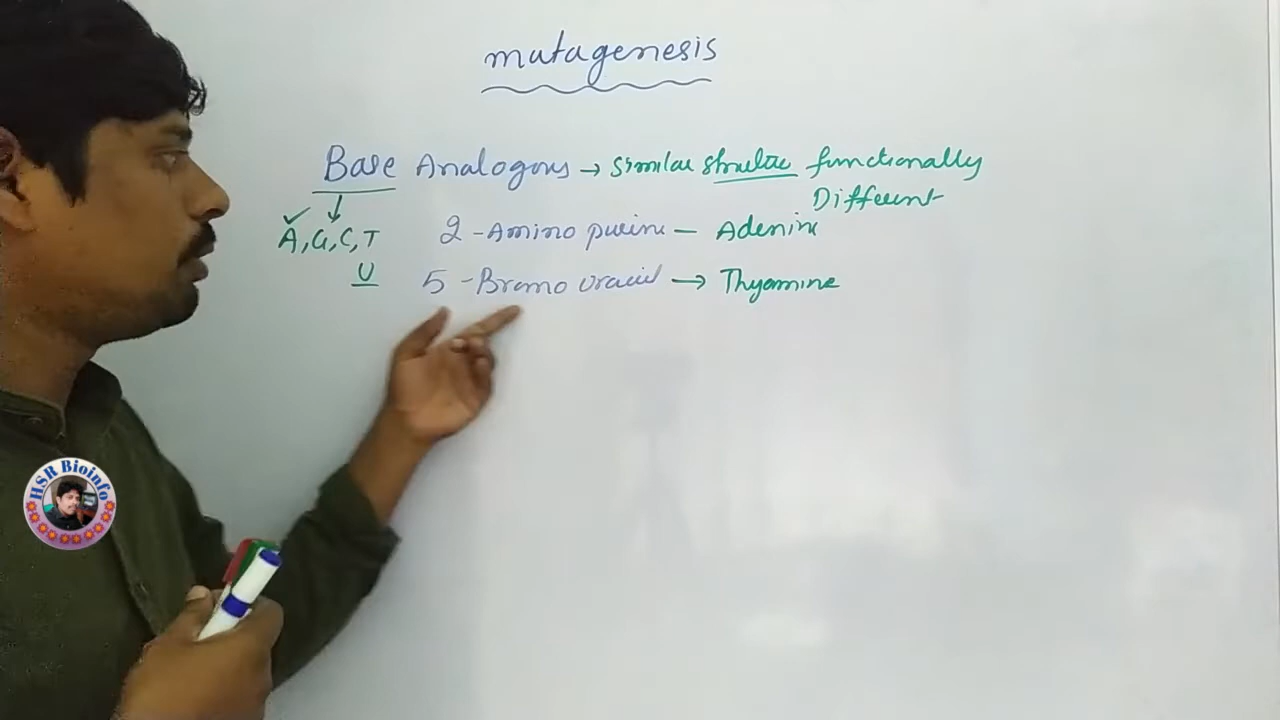 mutagenesis
Base Analogous → similar structure functionally
Different
A, G, C, T
U
2 - Amino purine — Adenine
5 - Bromo uracil → Thyamine
HSR Bioinfo